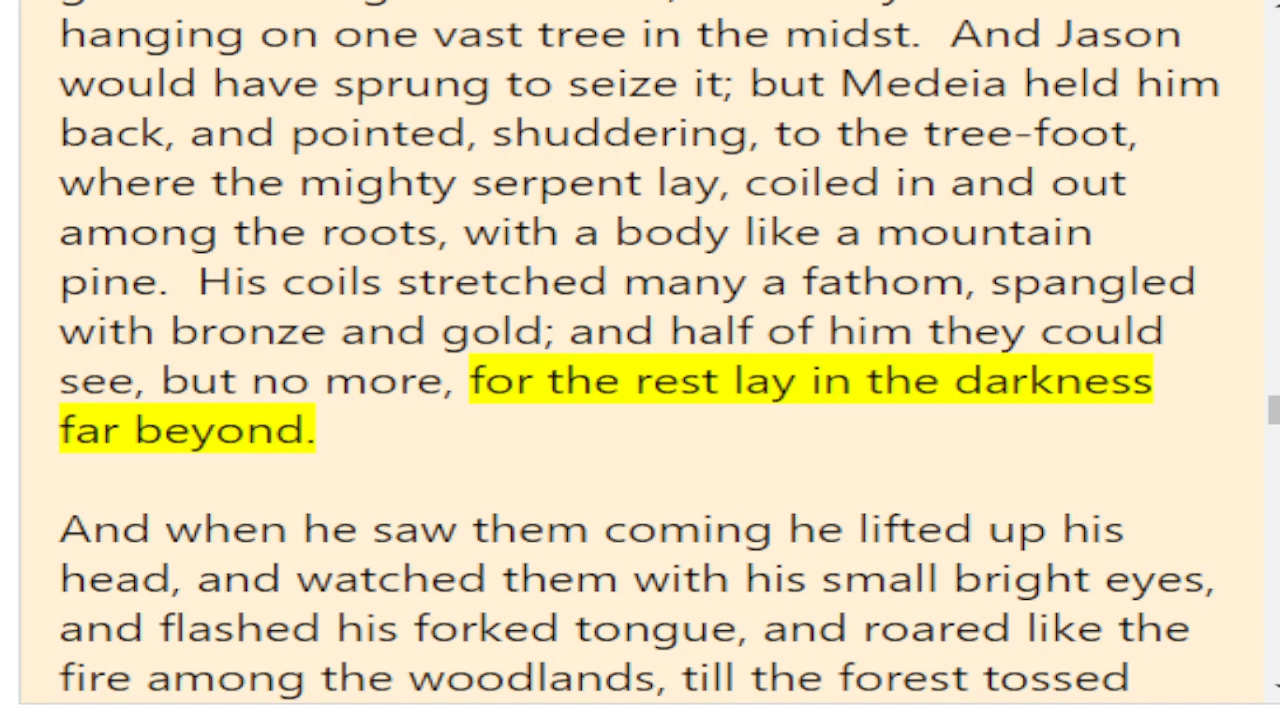 hanging on one vast tree in the midst.  And Jason
would have sprung to seize it; but Medeia held him
back, and pointed, shuddering, to the tree-foot,
where the mighty serpent lay, coiled in and out
among the roots, with a body like a mountain
pine.  His coils stretched many a fathom, spangled
with bronze and gold; and half of him they could
see, but no more, for the rest lay in the darkness
far beyond.
And when he saw them coming he lifted up his
head, and watched them with his small bright eyes,
and flashed his forked tongue, and roared like the
fire among the woodlands, till the forest tossed